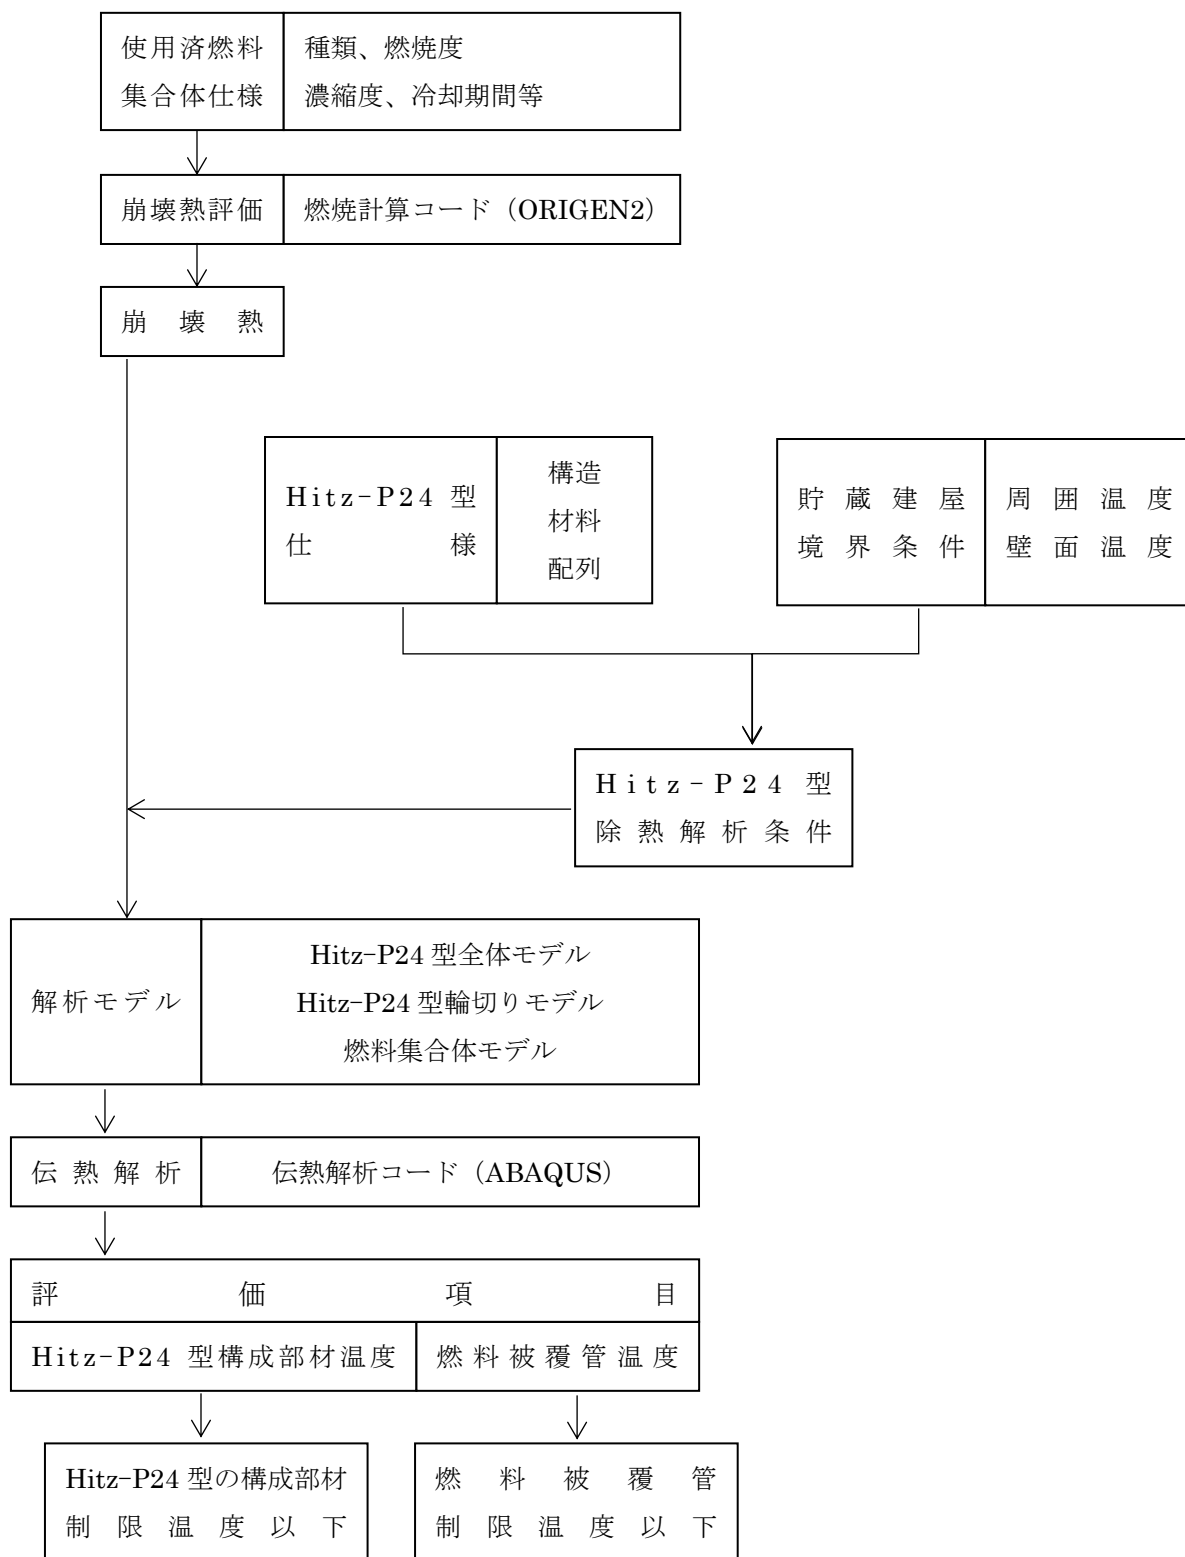 使用済燃料
集合体仕様
種類、燃焼度
濃縮度、冷却期間等
崩壊熱評価
燃焼計算コード（ORIGEN2）
崩壊熱
Hitz-P24 型
仕様
構造
材料
配列
貯蔵建屋
境界条件
周囲温度
壁面温度
Hitz-P24 型
除熱解析条件
解析モデル
Hitz-P24 型全体モデル
Hitz-P24 型輪切りモデル
燃料集合体モデル
伝熱解析
伝熱解析コード（ABAQUS）
評価項目
Hitz-P24 型構成部材温度
燃料被覆管温度
Hitz-P24 型の構成部材
制限温度以下
燃料被覆管
制限温度以下